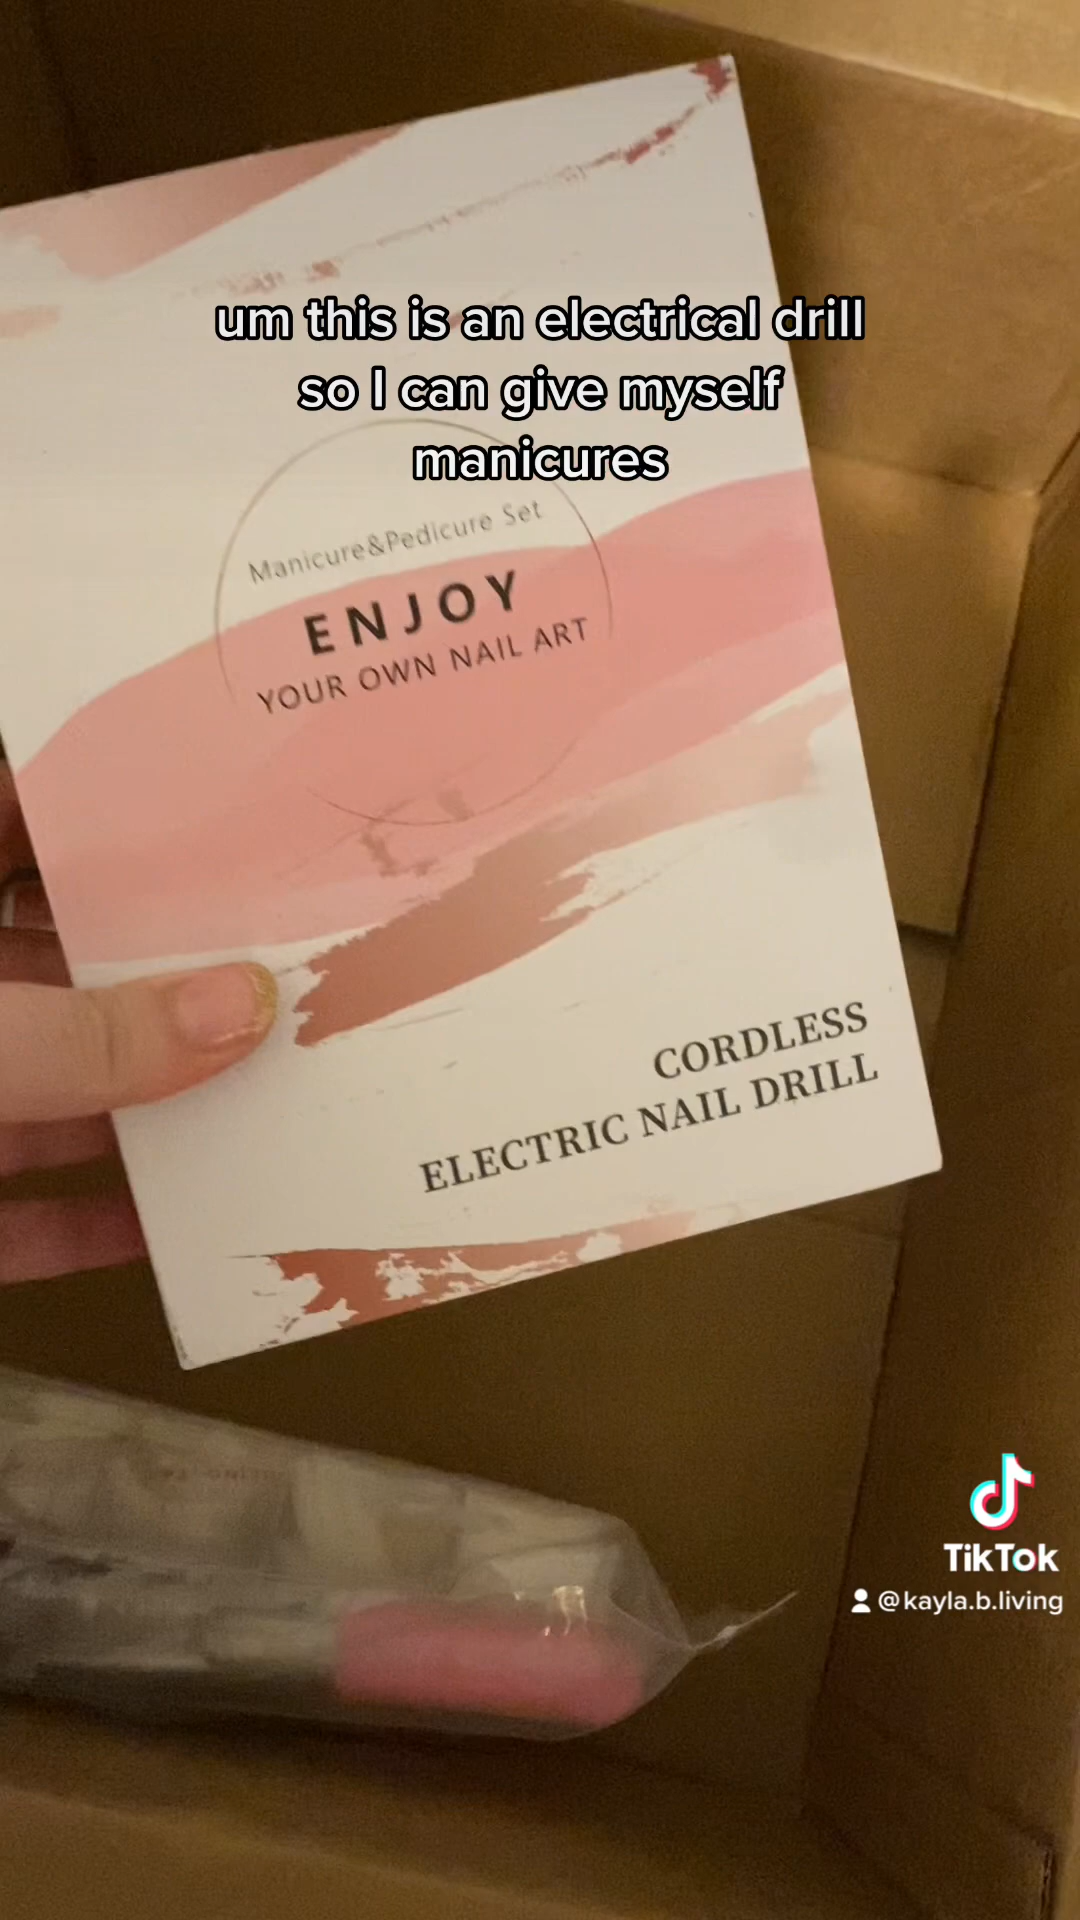 um this is an electrical drill
so I can give myself
manicures
Manicure&Pedicure Set
ENJOY
YOUR OWN NAIL ART
CORDLESS
ELECTRIC NAIL DRILL
TikTok
@kayla.b.living